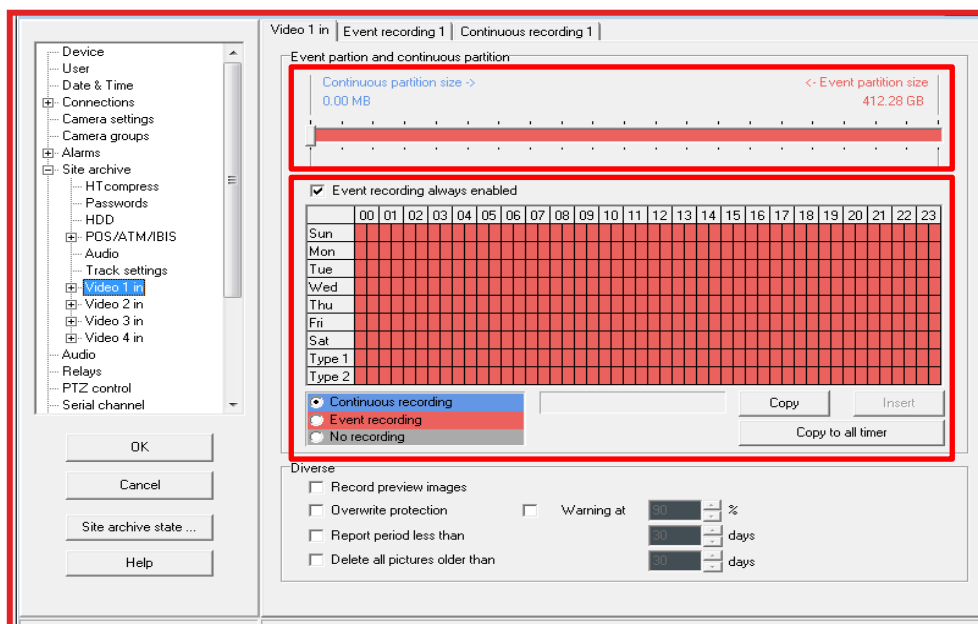 Device
User
Date & Time
Connections
Camera settings
Camera groups
Alarms
Site archive
HTcompress
Passwords
HDD
POS/ATM/IBIS
Audio
Track settings
Video 1 in
Video 2 in
Video 3 in
Video 4 in
Audio
Relays
PTZ control
Serial channel
OK
Cancel
Site archive state ...
Help
Video 1 in Event recording 1 Continuous recording 1
Event partion and continuous partition
Continuous partition size -> <- Event partition size
0.00 MB 412.28 GB
Event recording always enabled
00 01 02 03 04 05 06 07 08 09 10 11 12 13 14 15 16 17 18 19 20 21 22 23
Sun
Mon
Tue
Wed
Thu
Fri
Sat
Type 1
Type 2
Continuous recording Copy Insert
Event recording
No recording Copy to all timer
Diverse
Record preview images
Overwrite protection Warning at 90 %
Report period less than 30 days
Delete all pictures older than 30 days